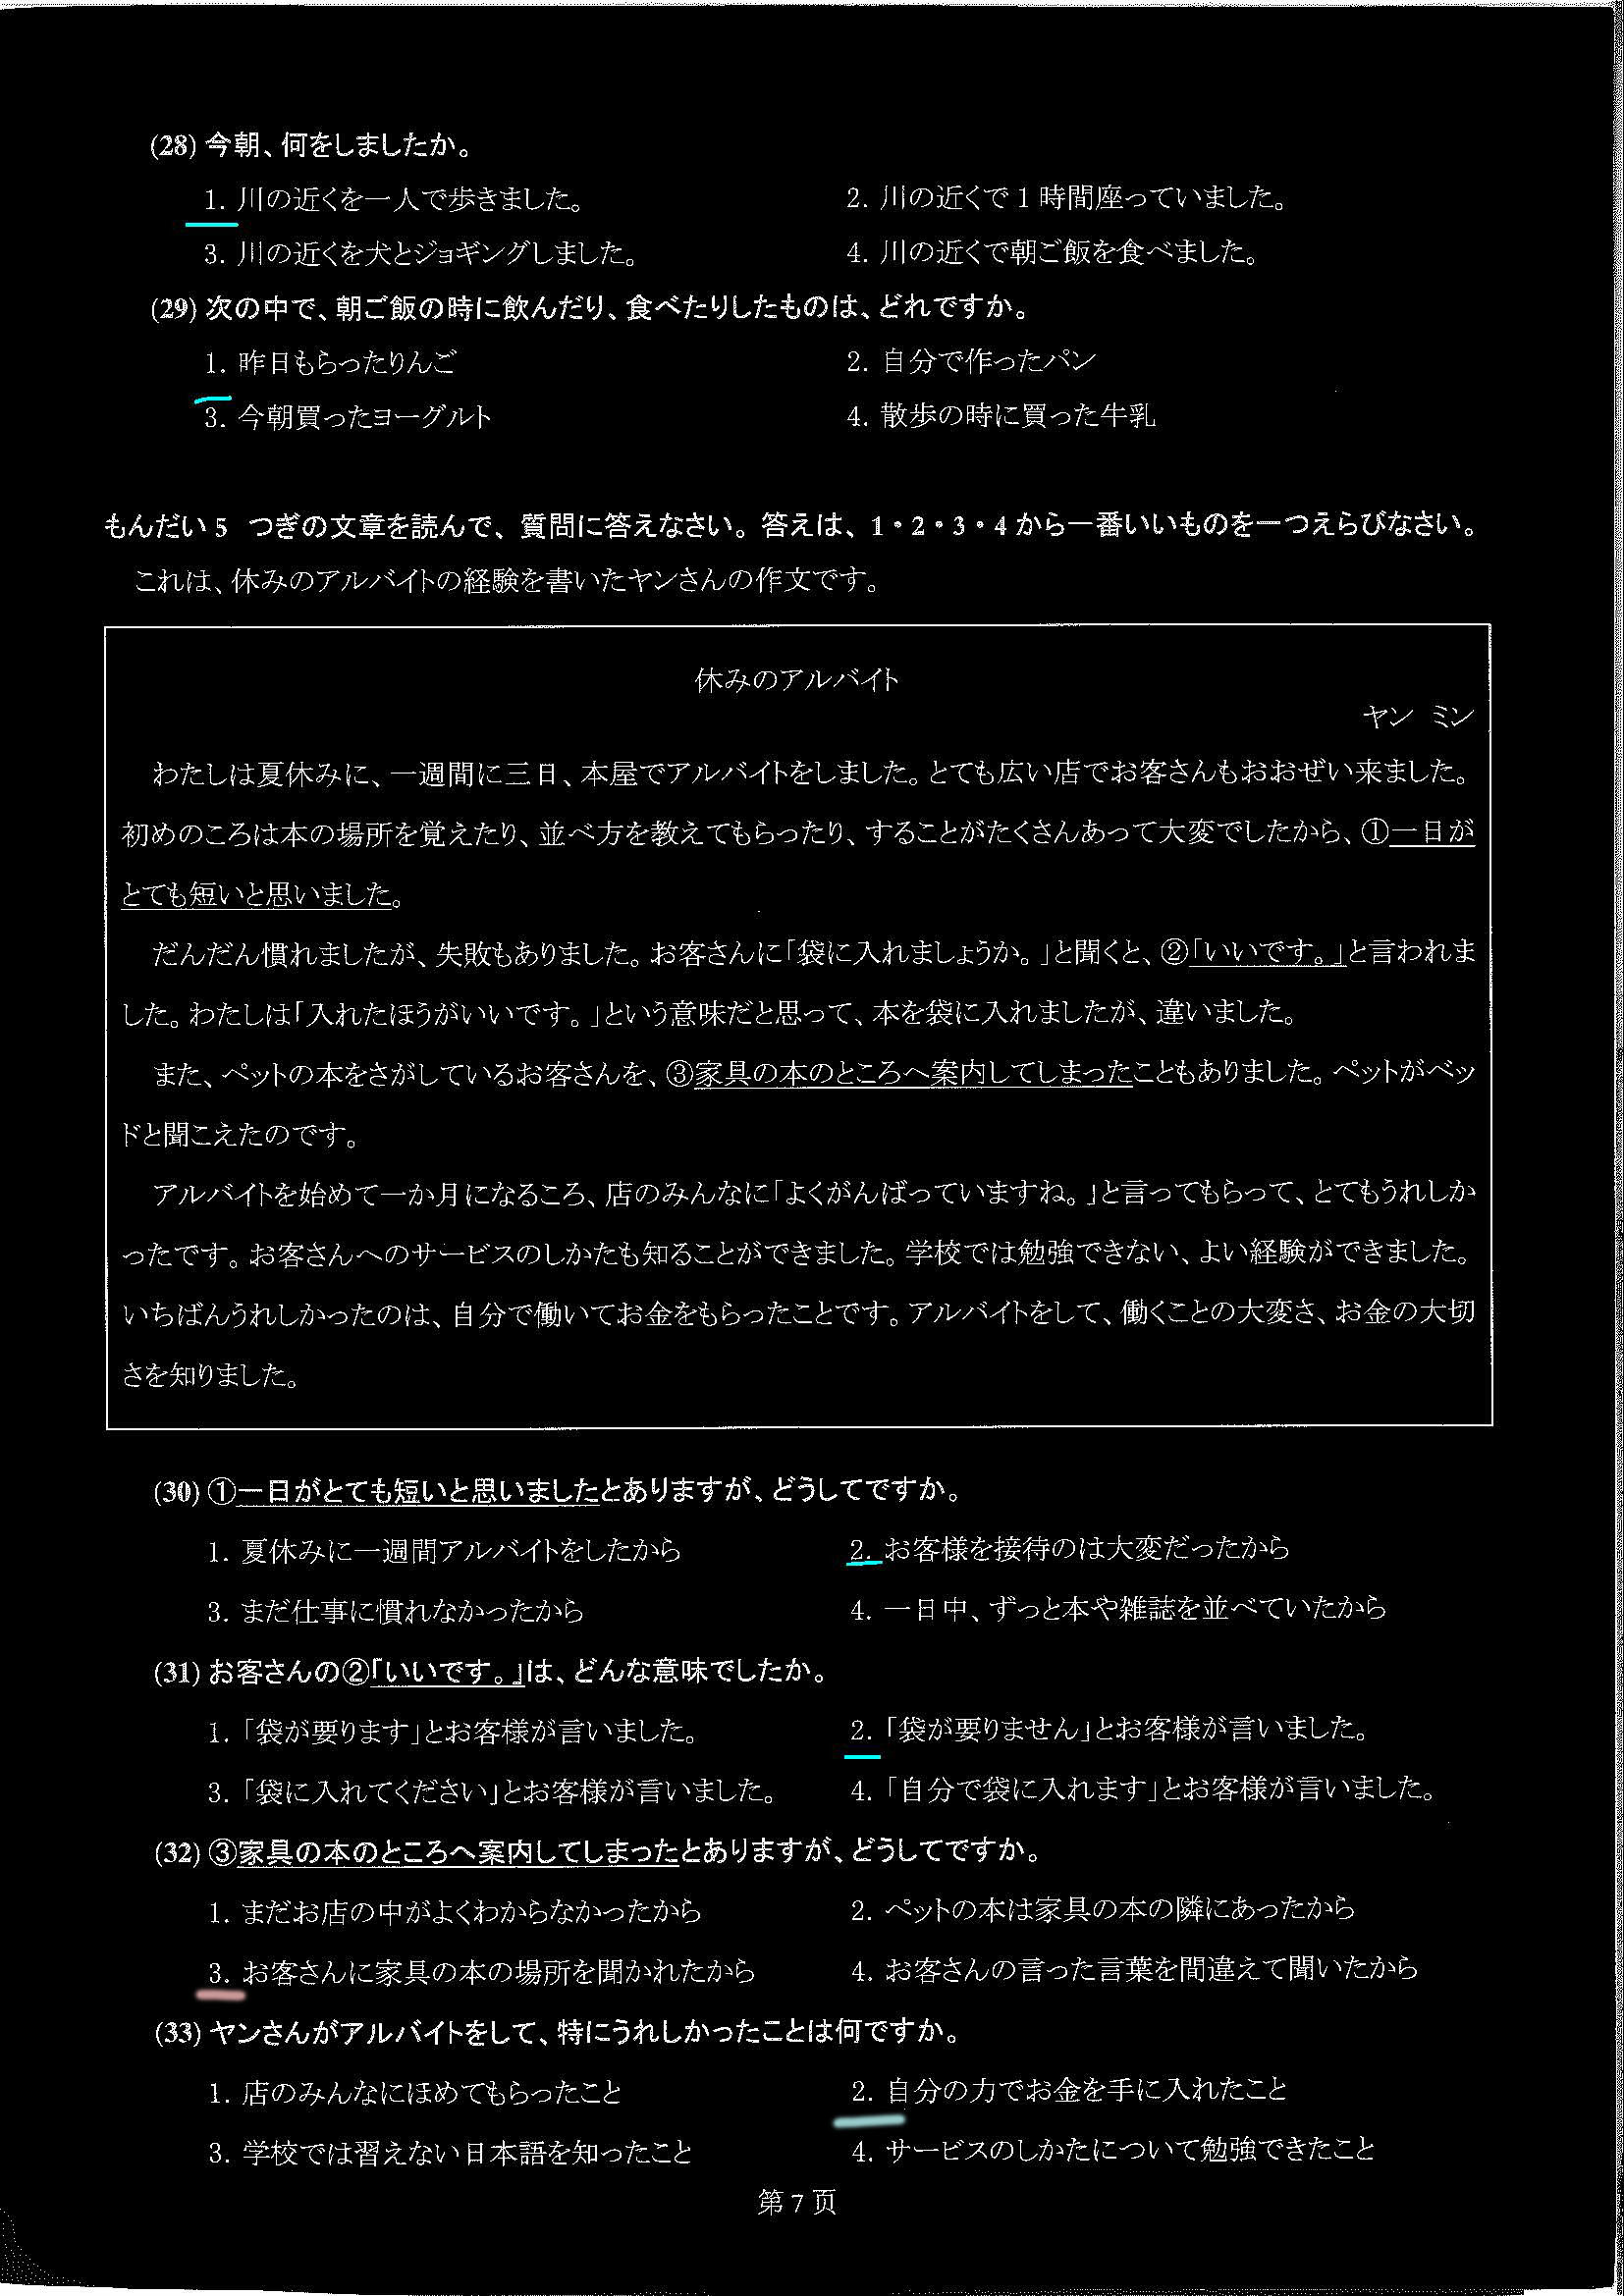 (28) 今朝、何をしましたか。
1. 川の近くを一人で歩きました。 2. 川の近くで1時間座っていました。
3. 川の近くを犬とジョギングしました。 4. 川の近くで朝ご飯を食べました。
(29) 次の中で、朝ご飯の時に飲んだり、食べたりしたものは、どれですか。
1. 昨日もらったりんご 2. 自分で作ったパン
3. 今朝買ったヨーグルト 4. 散歩の時に買った牛乳
もんだい5 つぎの文章を読んで、質問に答えなさい。答えは、1・2・3・4から一番いいものを一つえらびなさい。
これは、休みのアルバイトの経験を書いたヤンさんの作文です。
休みのアルバイト
ヤン ミン
わたしは夏休みに、一週間に三日、本屋でアルバイトをしました。とても広い店でお客さんもおおぜい来ました。
初めのころは本の場所を覚えたり、並べ方を教えてもらったり、することがたくさんあって大変でしたから、①一日が
とても短いと思いました。
だんだん慣れましたが、失敗もありました。お客さんに「袋に入れましょうか。」と聞くと、②「いいです。」と言われま
した。わたしは「入れたほうがいいです。」という意味だと思って、本を袋に入れましたが、違いました。
また、ペットの本をさがしているお客さんを、③家具の本のところへ案内してしまったこともありました。ペットがベッ
ドと聞こえたのです。
アルバイトを始めて一か月になるころ、店のみんなに「よくがんばっていますね。」と言ってもらって、とてもうれしか
ったです。お客さんへのサービスのしかたも知ることができました。学校では勉強できない、よい経験ができました。
いちばんうれしかったのは、自分で働いてお金をもらったことです。アルバイトをして、働くことの大変さ、お金の大切
さを知りました。
(30) ①一日がとても短いと思いましたとありますが、どうしてですか。
1. 夏休みに一週間アルバイトをしたから 2. お客様を接待のは大変だったから
3. まだ仕事に慣れなかったから 4. 一日中、ずっと本や雑誌を並べていたから
(31) お客さんの②「いいです。」は、どんな意味でしたか。
1. 「袋が要ります」とお客様が言いました。 2. 「袋が要りません」とお客様が言いました。
3. 「袋に入れてください」とお客様が言いました。 4. 「自分で袋に入れます」とお客様が言いました。
(32) ③家具の本のところへ案内してしまったとありますが、どうしてですか。
1. まだお店の中がよくわからなかったから 2. ペットの本は家具の本の隣にあったから
3. お客さんに家具の本の場所を聞かれたから 4. お客さんの言った言葉を間違えて聞いたから
(33) ヤンさんがアルバイトをして、特にうれしかったことは何ですか。
1. 店のみんなにほめてもらったこと 2. 自分の力でお金を手に入れたこと
3. 学校では習えない日本語を知ったこと 4. サービスのしかたについて勉強できたこと
第7页